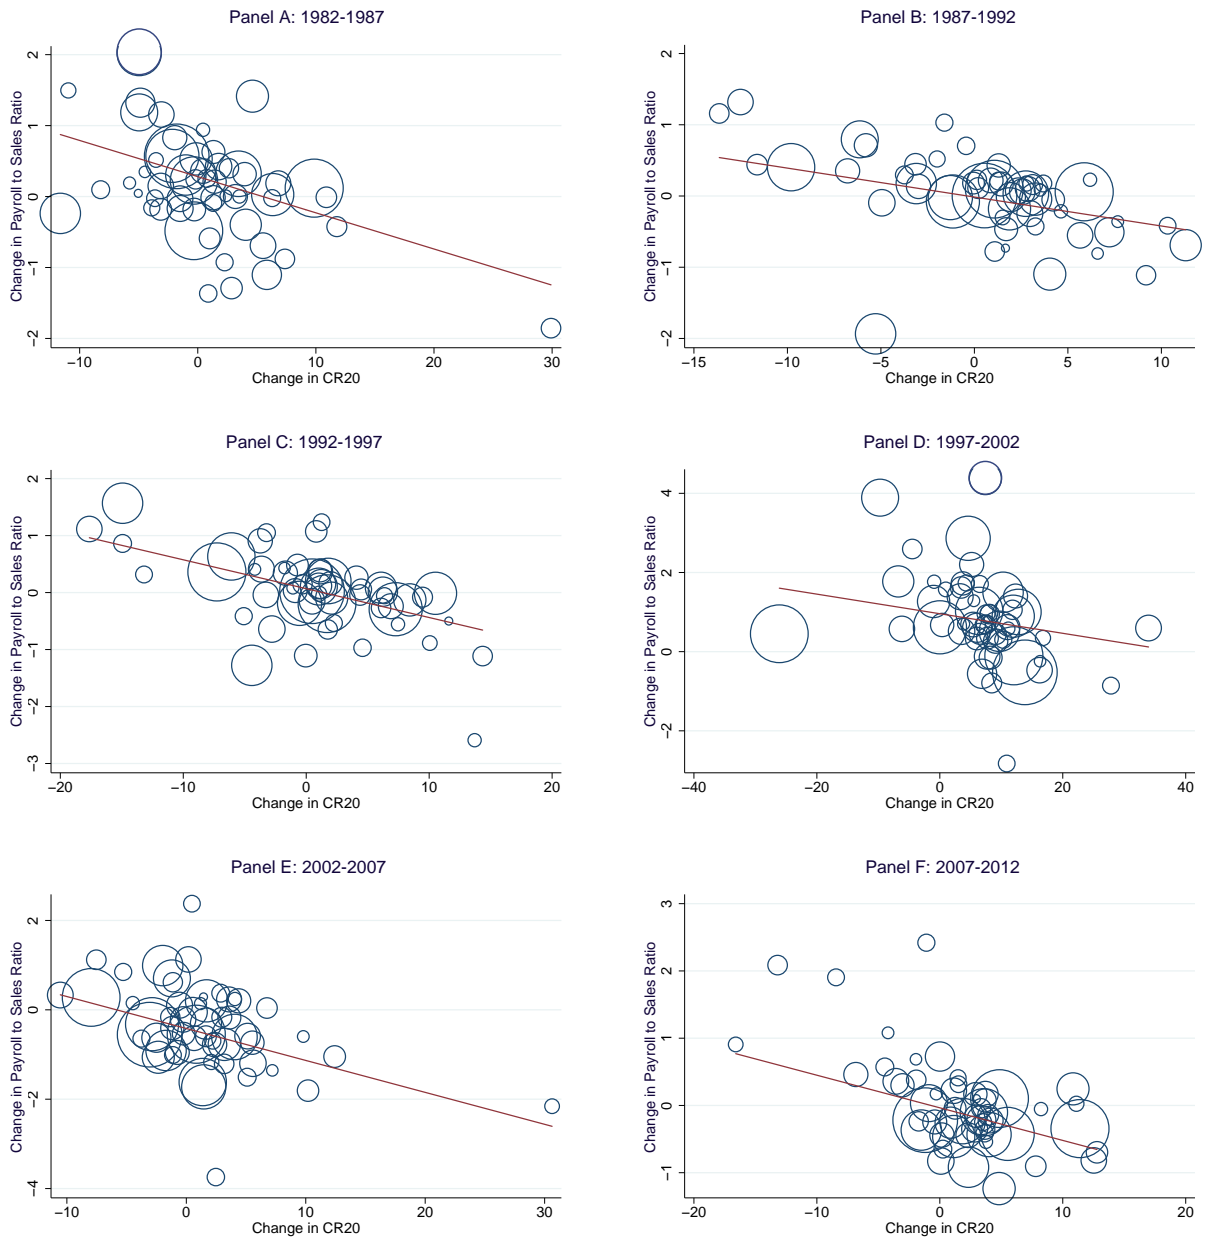 Panel A: 1982-1987
Change in Payroll to Sales Ratio
2
1
0
−1
−2
−10 0 10 20 30
Change in CR20
Panel B: 1987-1992
Change in Payroll to Sales Ratio
2
1
0
−1
−2
−15 −10 −5 0 5 10
Change in CR20
Panel C: 1992-1997
Change in Payroll to Sales Ratio
2
1
0
−1
−2
−3
−20 −10 0 10 20
Change in CR20
Panel D: 1997-2002
Change in Payroll to Sales Ratio
4
2
0
−2
−40 −20 0 20 40
Change in CR20
Panel E: 2002-2007
Change in Payroll to Sales Ratio
2
0
−2
−4
−10 0 10 20 30
Change in CR20
Panel F: 2007-2012
Change in Payroll to Sales Ratio
3
2
1
0
−1
−20 −10 0 10 20
Change in CR20